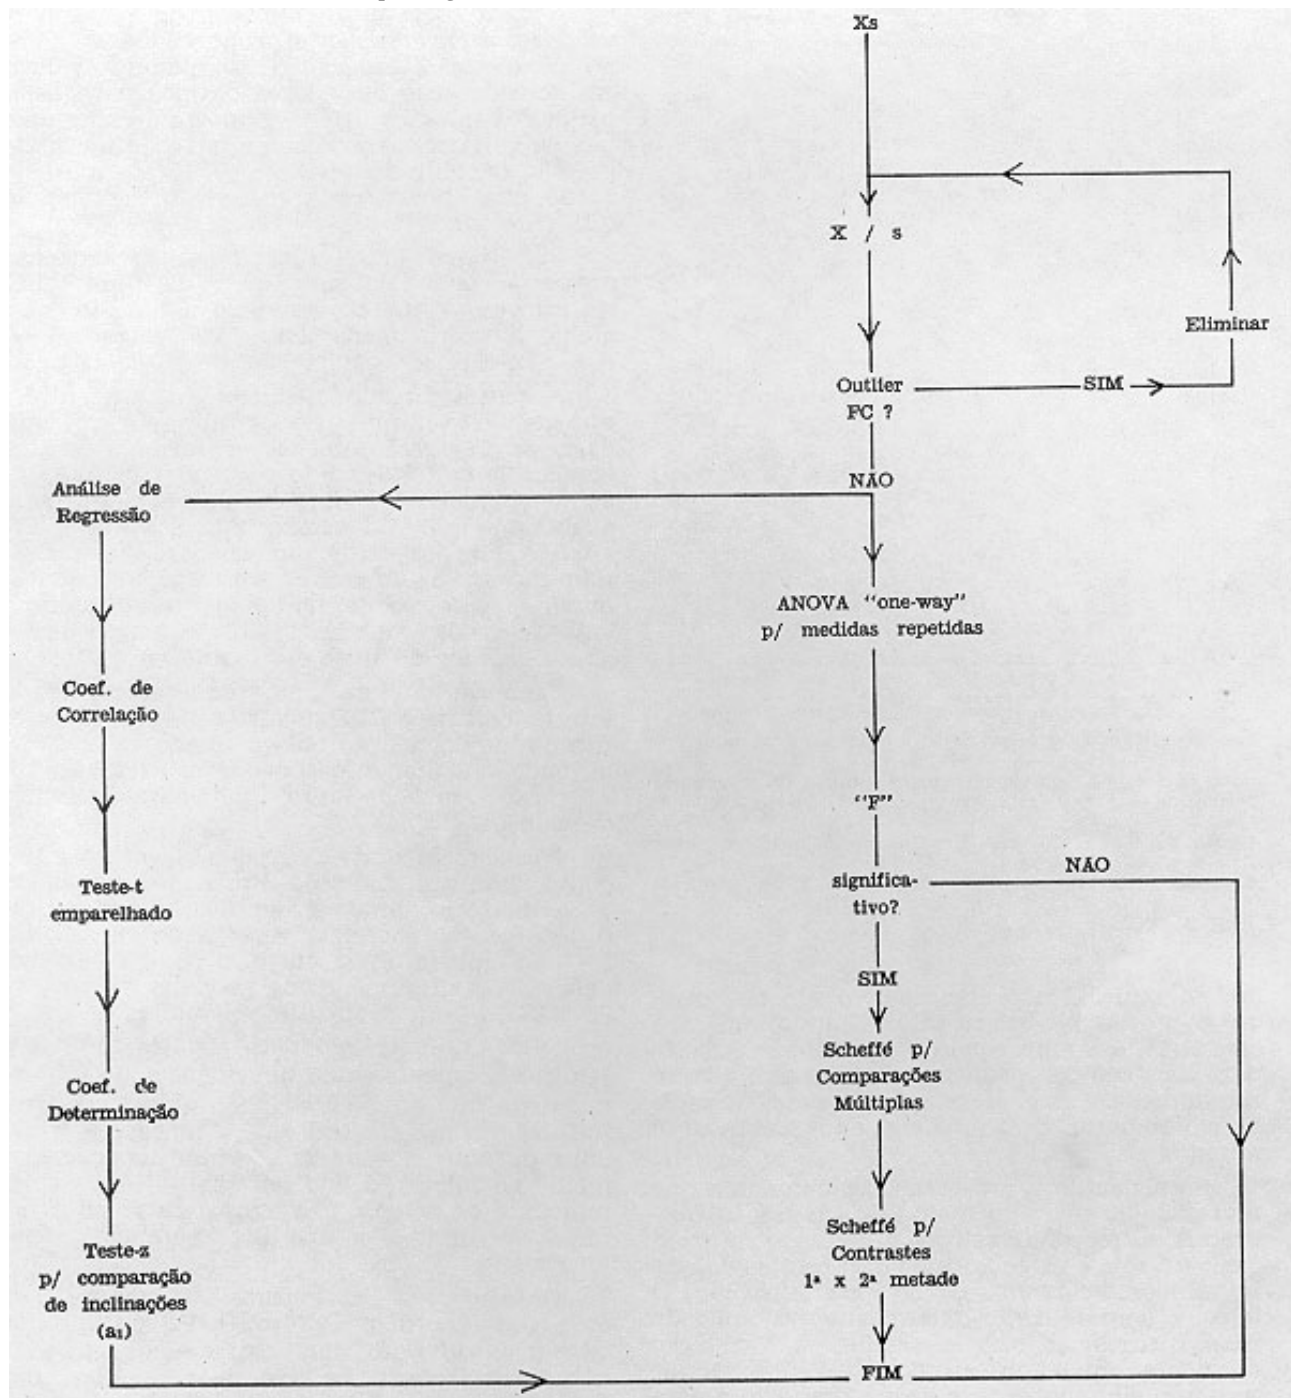 Xs
X / s
Eliminar
Outlier
SIM
FC ?
NÃO
Análise de
Regressão
ANOVA “one-way”
p/ medidas repetidas
Coef. de
Correlação
“F”
NÃO
Teste-t
emparelhado
significa-
tivo?
SIM
Scheffé p/
Comparações
Múltiplas
Coef. de
Determinação
Scheffé p/
Contrastes
1ª x 2ª metade
Teste-z
p/ comparação
de inclinações
(a₁)
FIM